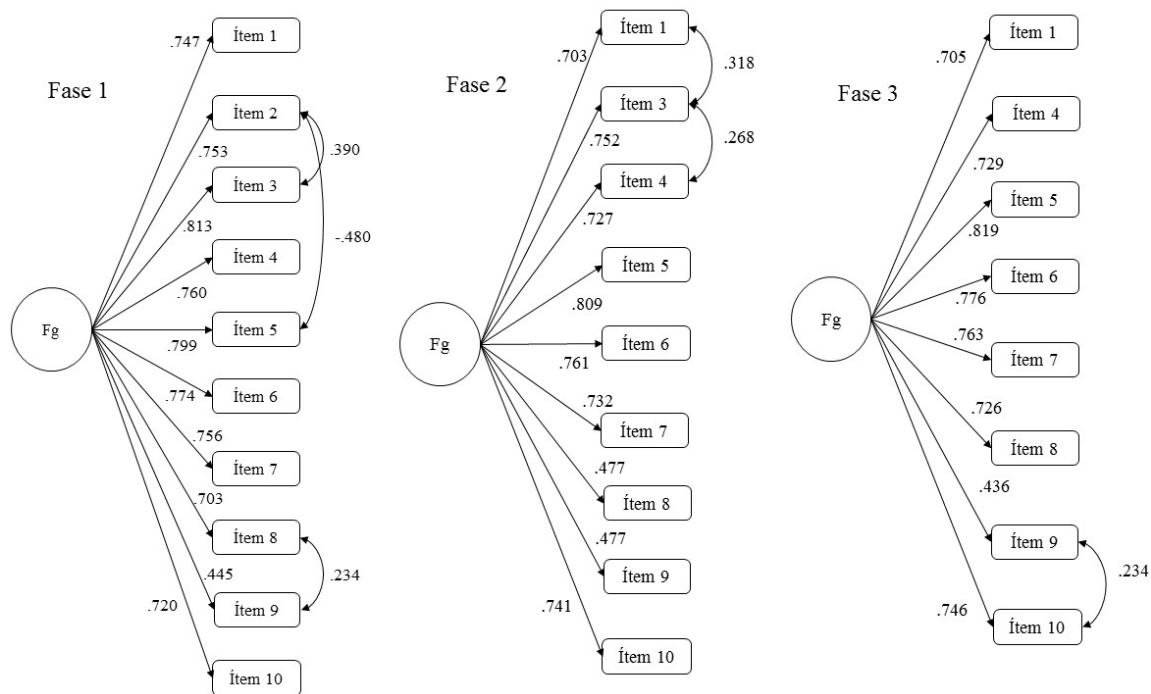 Fase 1
Fg
.747
Ítem 1
.753
Ítem 2
.390
.813
Ítem 3
-.480
.760
Ítem 4
.799
Ítem 5
.774
Ítem 6
.756
Ítem 7
.703
Ítem 8
.234
.445
Ítem 9
.720
Ítem 10
Fase 2
Fg
.703
Ítem 1
.318
.752
Ítem 3
.268
.727
Ítem 4
.809
Ítem 5
.761
Ítem 6
.732
Ítem 7
.477
Ítem 8
.477
Ítem 9
.741
Ítem 10
Fase 3
Fg
.705
Ítem 1
.729
Ítem 4
.819
Ítem 5
.776
Ítem 6
.763
Ítem 7
.726
Ítem 8
.436
Ítem 9
.234
.746
Ítem 10